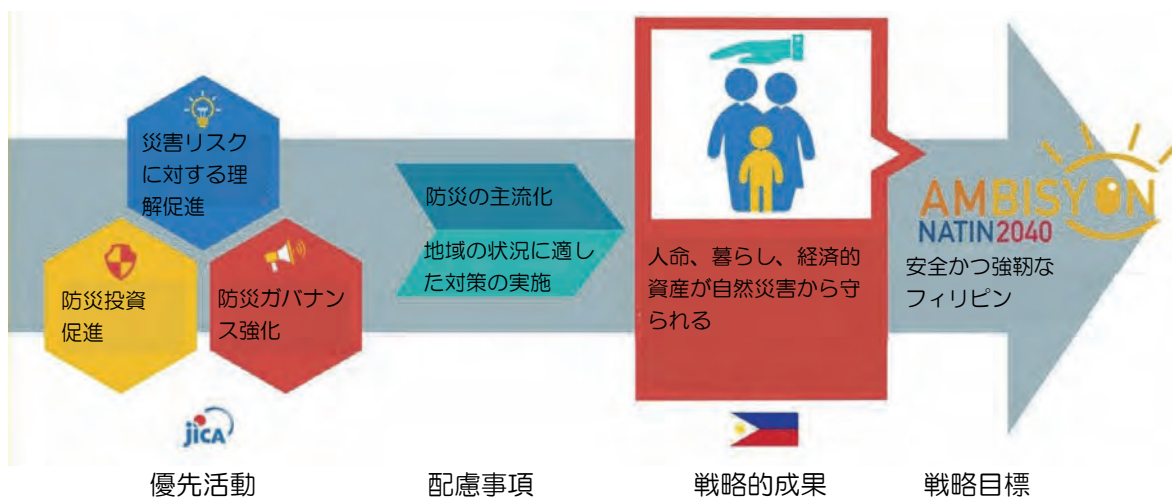 災害リスク
に対する理
解促進
防災投資
促進
防災ガバナン
ス強化
jICA
防災の主流化
地域の状況に適し
た対策の実施
人命、暮らし、経済的
資産が自然災害から守
られる
AMBISYON
NATIN2040
安全かつ強靭な
フィリピン
優先活動
配慮事項
戦略的成果
戦略目標